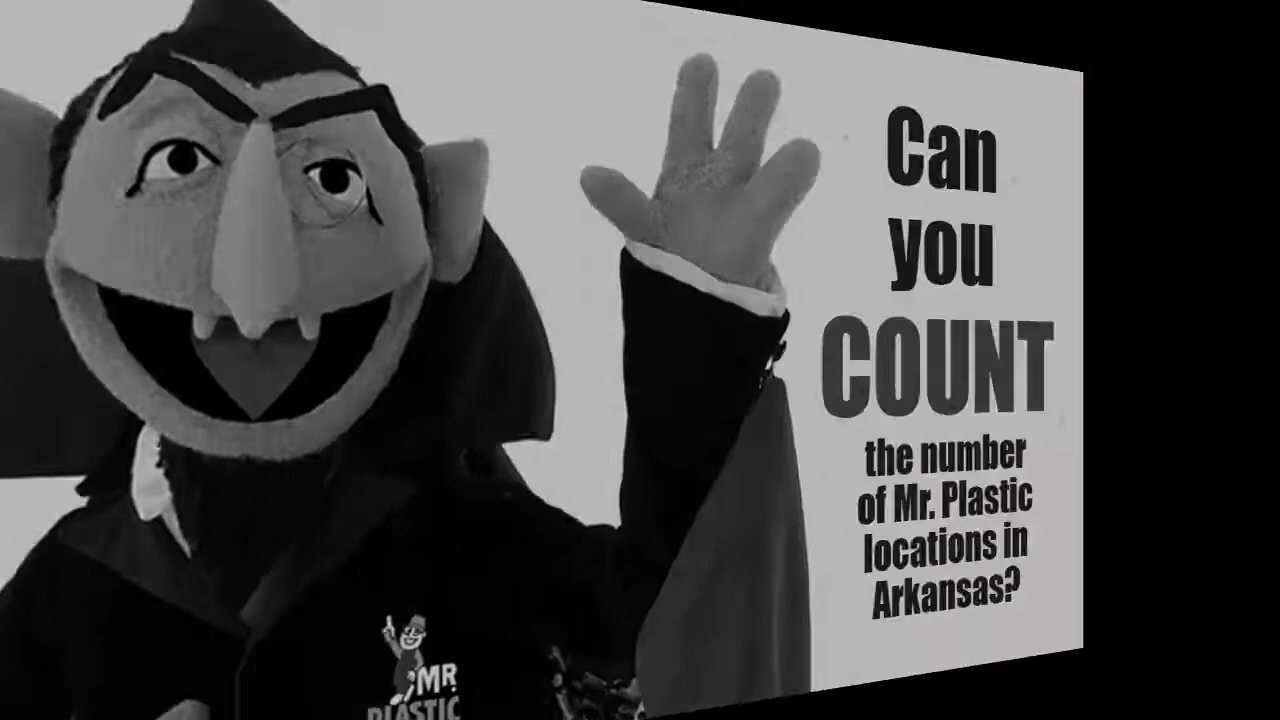 Can
you
COUNT
the number
of Mr. Plastic
locations in
Arkansas?
MR.
PLASTIC